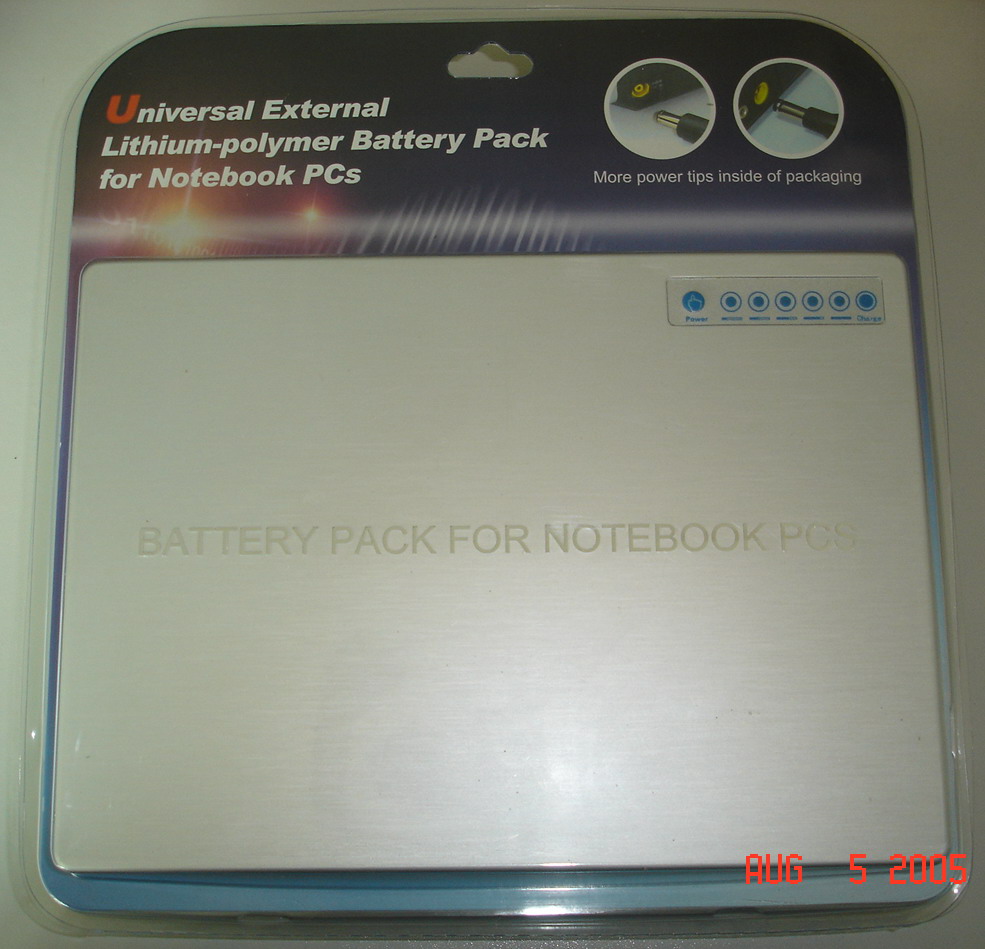 Universal External
Lithium-polymer Battery Pack
for Notebook PCs
More power tips inside of packaging
Power
Charge
BATTERY PACK FOR NOTEBOOK PCS
AUG 5 2005